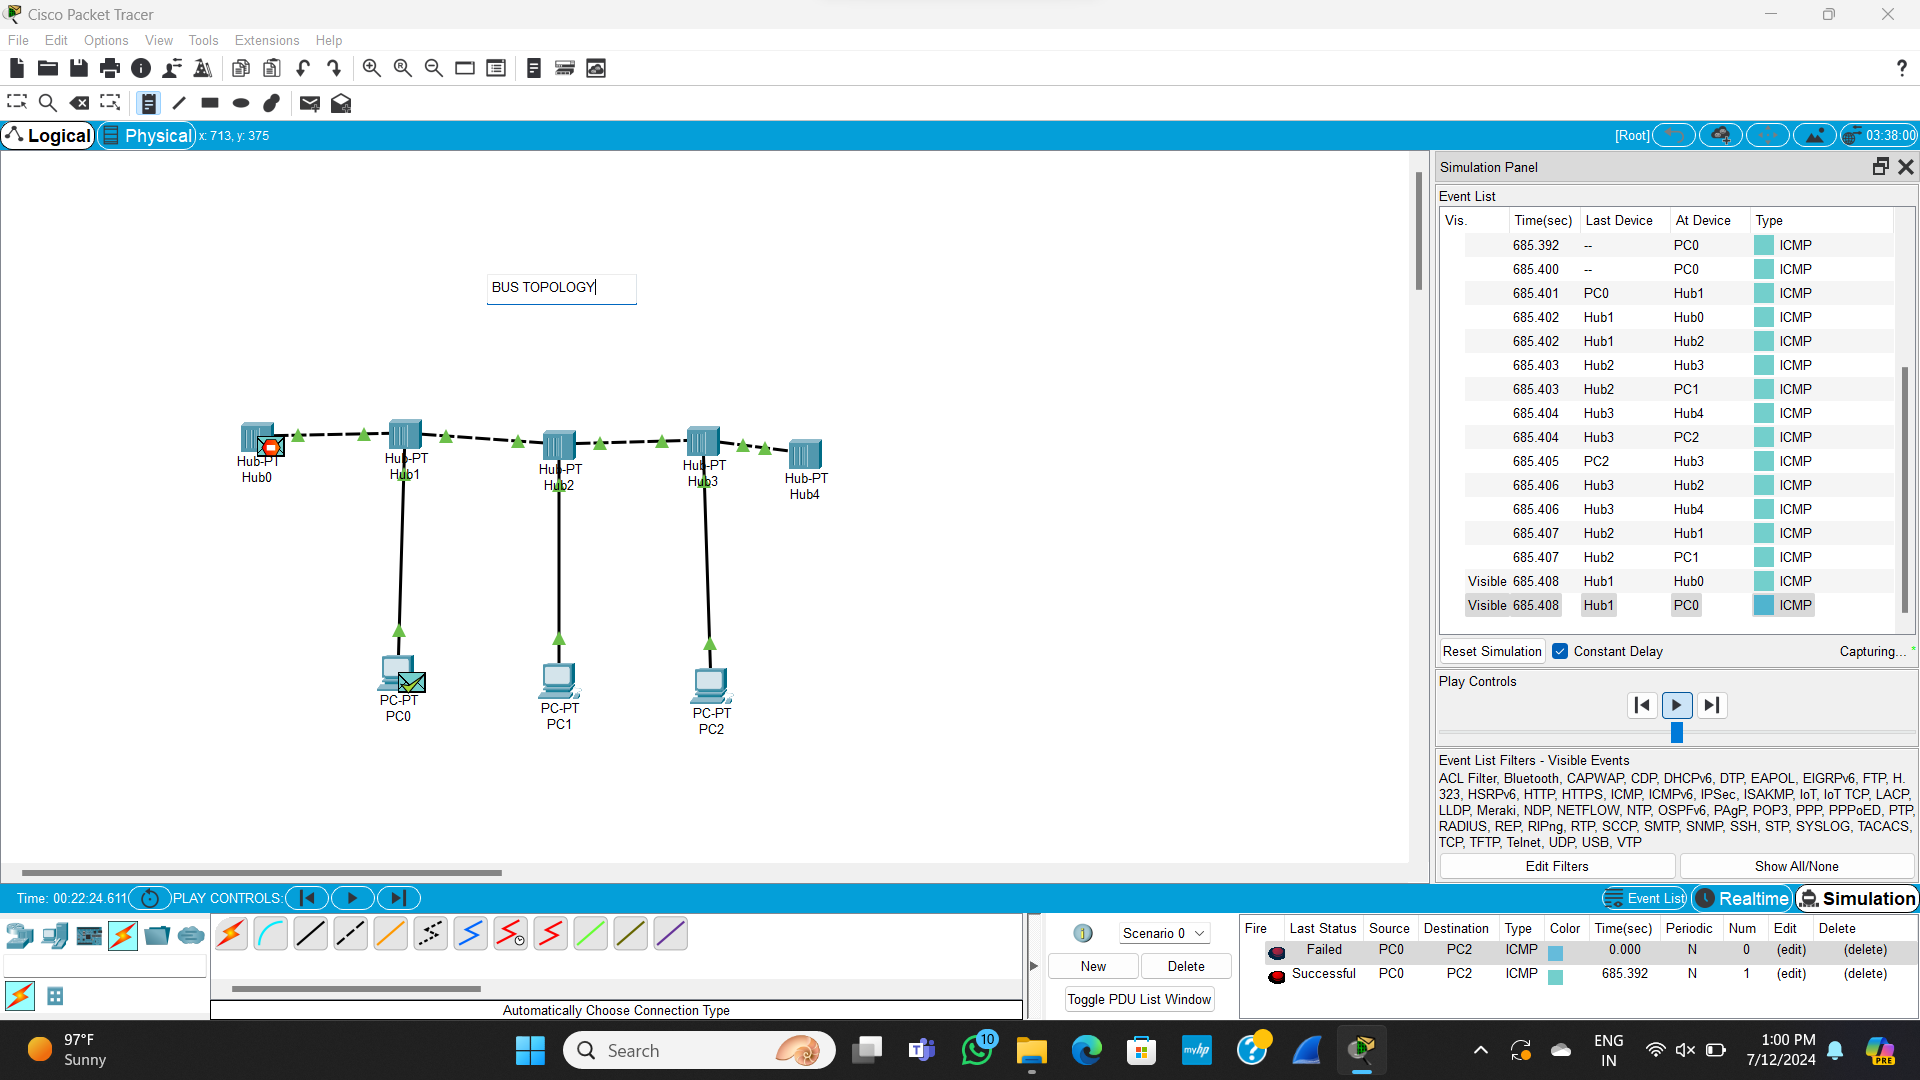 Cisco Packet Tracer
File Edit Options View Tools Extensions Help
?
Logical Physical x: 713, y: 375 [Root] 03:38:00
BUS TOPOLOGY
Hub-PT
Hub0
Hub-PT
Hub1
Hub-PT
Hub2
Hub-PT
Hub3
Hub-PT
Hub4
PC-PT
PC0
PC-PT
PC1
PC-PT
PC2
Simulation Panel
Event List
Vis. Time(sec) Last Device At Device Type
685.392 -- PC0 ICMP
685.400 -- PC0 ICMP
685.401 PC0 Hub1 ICMP
685.402 Hub1 Hub0 ICMP
685.402 Hub1 Hub2 ICMP
685.403 Hub2 Hub3 ICMP
685.403 Hub2 PC1 ICMP
685.404 Hub3 Hub4 ICMP
685.404 Hub3 PC2 ICMP
685.405 PC2 Hub3 ICMP
685.406 Hub3 Hub2 ICMP
685.406 Hub3 Hub4 ICMP
685.407 Hub2 Hub1 ICMP
685.407 Hub2 PC1 ICMP
Visible 685.408 Hub1 Hub0 ICMP
Visible 685.408 Hub1 PC0 ICMP
Reset Simulation Constant Delay Capturing...
Play Controls
Event List Filters - Visible Events
ACL Filter, Bluetooth, CAPWAP, CDP, DHCPv6, DTP, EAPOL, EIGRPv6, FTP, H.
323, HSRPv6, HTTP, HTTPS, ICMP, ICMPv6, IPSec, ISAKMP, IoT, IoT TCP, LACP,
LLDP, Meraki, NDP, NETFLOW, NTP, OSPFv6, PAgP, POP3, PPP, PPPoED, PTP,
RADIUS, REP, RIPng, RTP, SCCP, SMTP, SNMP, SSH, STP, SYSLOG, TACACS,
TCP, TFTP, Telnet, UDP, USB, VTP
Edit Filters Show All/None
Time: 00:22:24.611 PLAY CONTROLS: Event List Realtime Simulation
Automatically Choose Connection Type
1 Scenario 0
New Delete
Toggle PDU List Window
Fire Last Status Source Destination Type Color Time(sec) Periodic Num Edit Delete
Failed PC0 PC2 ICMP 0.000 N 0 (edit) (delete)
Successful PC0 PC2 ICMP 685.392 N 1 (edit) (delete)
97°F
Sunny
Search
10
myhp
ENG
IN
1:00 PM
7/12/2024
PRE